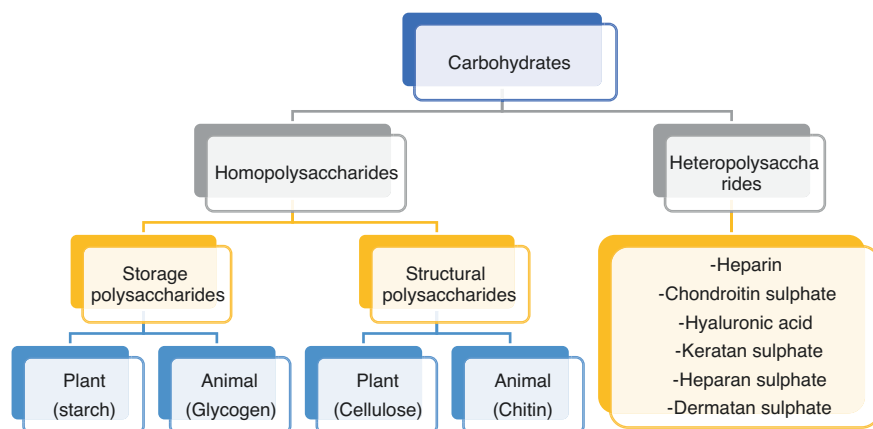 Carbohydrates
Homopolysaccharides
Heteropolysaccha
rides
Storage
polysaccharides
Structural
polysaccharides
-Heparin
-Chondroitin sulphate
-Hyaluronic acid
-Keratan sulphate
-Heparan sulphate
-Dermatan sulphate
Plant
(starch)
Animal
(Glycogen)
Plant
(Cellulose)
Animal
(Chitin)